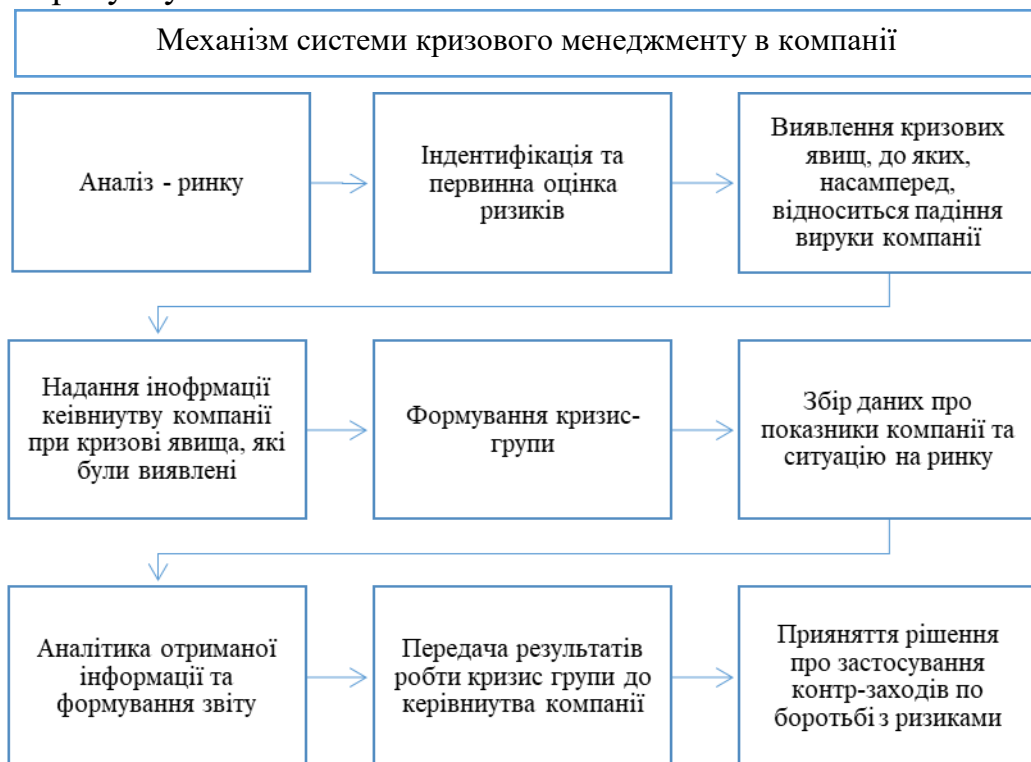 Механізм системи кризового менеджменту в компанії
Аналіз - ринку
Індентифікація та
первинна оцінка
ризиків
Виявлення кризових
явищ, до яких,
насамперед,
відноситься падіння
вируки компанії
Надання інофрмації
кеівниутву компанії
при кризові явища, які
були виявлені
Формування кризис-
групи
Збір даних про
показники компанії та
ситуацію на ринку
Аналітика отриманої
інформації та
формування звіту
Передача результатів
робти кризис групи до
керівниутва компанії
Прияняття рішення
про застосування
контр-заходів по
боротьбі з ризиками